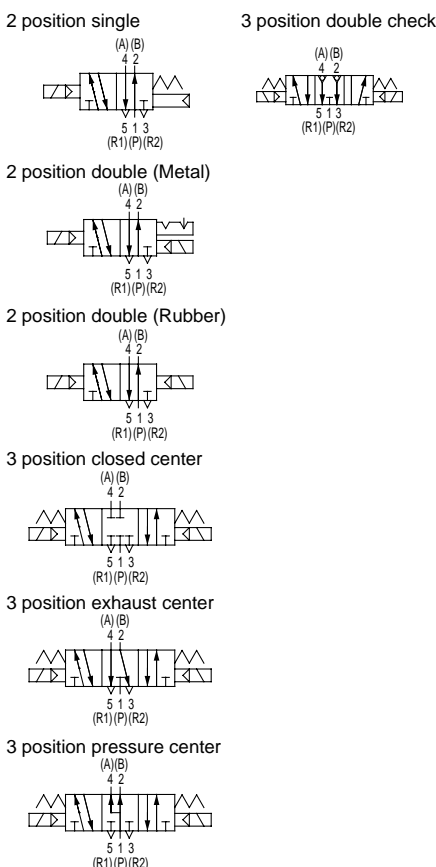 2 position single
(A) (B)
4 2
5 1 3
(R1)(P)(R2)
3 position double check
(A) (B)
4 2
5 1 3
(R1)(P)(R2)
2 position double (Metal)
(A) (B)
4 2
5 1 3
(R1)(P)(R2)
2 position double (Rubber)
(A) (B)
4 2
5 1 3
(R1)(P)(R2)
3 position closed center
(A) (B)
4 2
5 1 3
(R1)(P)(R2)
3 position exhaust center
(A) (B)
4 2
5 1 3
(R1)(P)(R2)
3 position pressure center
(A)(B)
4 2
5 1 3
(R1)(P)(R2)